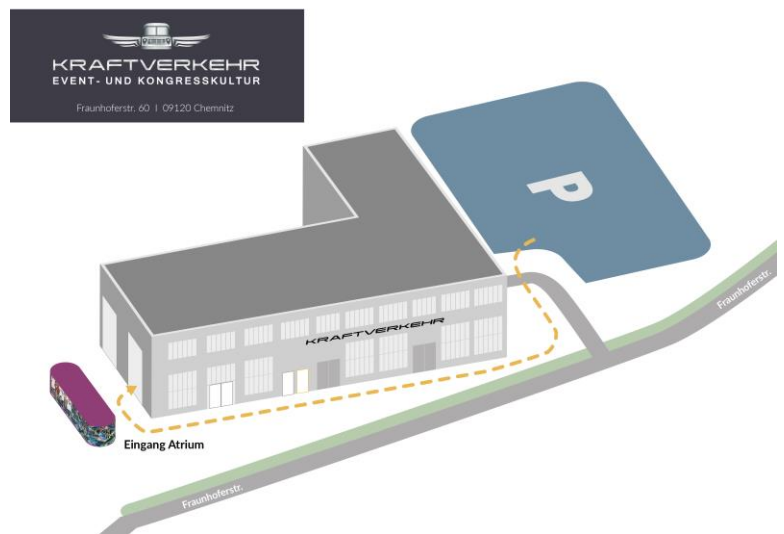 KRAFTVERKEHR
EVENT- UND KONGRESSKULTUR
Fraunhoferstr. 60 I 09120 Chemnitz
P
Fraunhoferstr.
KRAFTVERKEHR
Eingang Atrium
Fraunhoferstr.